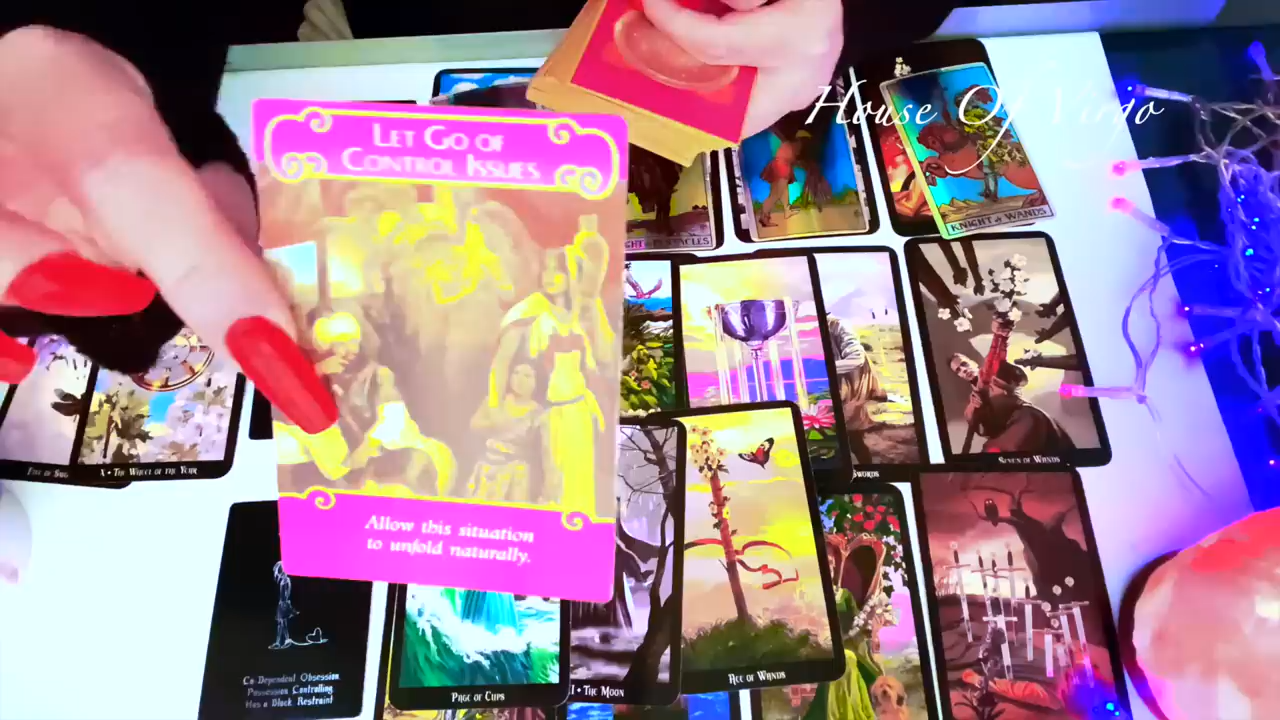 House Of Virgo
LET GO OF
CONTROL ISSUES
KNIGHT of WANDS
Allow this situation
to unfold naturally.
X • THE WHEEL OF THE YEAR
SWORDS
SEVEN OF WANDS
Co-Dependent Obsession
Possession Controlling
Has a Block Restraint
PAGE OF CUPS
I • THE MOON
ACE OF WANDS